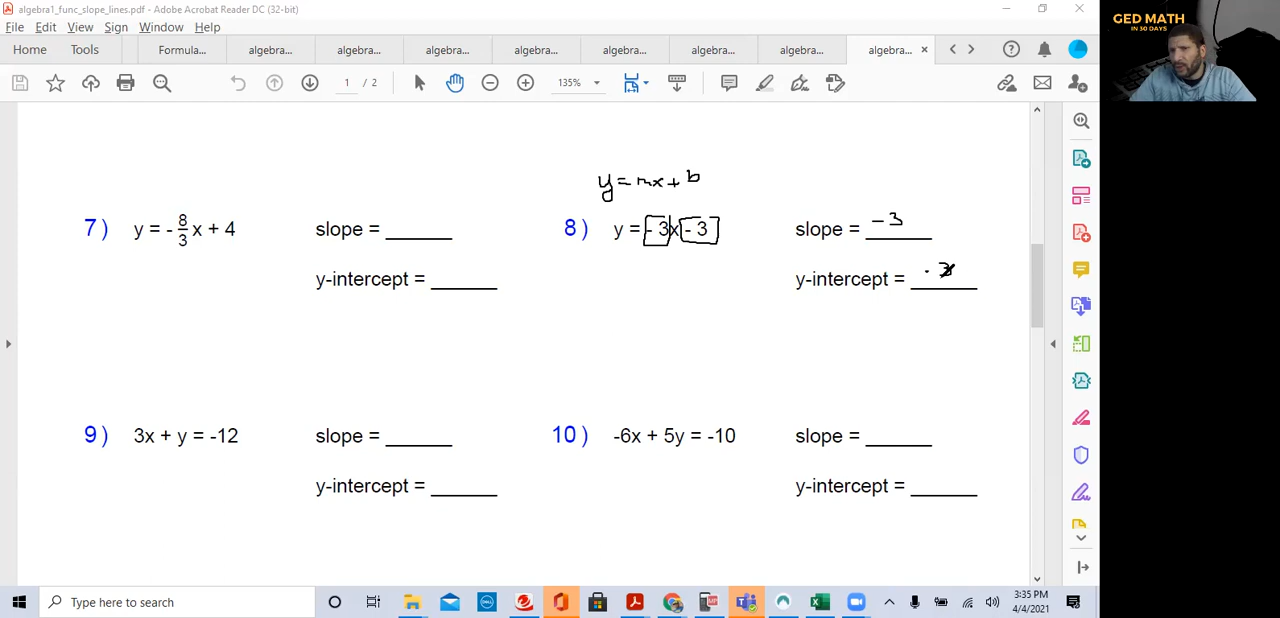 algebra1_func_slope_lines.pdf - Adobe Acrobat Reader DC (32-bit)
File Edit View Sign Window Help
Home Tools Formula... algebra... algebra... algebra... algebra... algebra... algebra... algebra... algebra... ×
1 / 2 135%
GED MATH
IN 30 DAYS
y = mx + b
7) y = - 8/3 x + 4 slope = ______ 8) y = - 3x - 3 slope = -3
y-intercept = ______ y-intercept =
9) 3x + y = -12 slope = ______ 10) -6x + 5y = -10 slope = ______
y-intercept = ______ y-intercept = ______
Type here to search
3:35 PM
4/4/2021